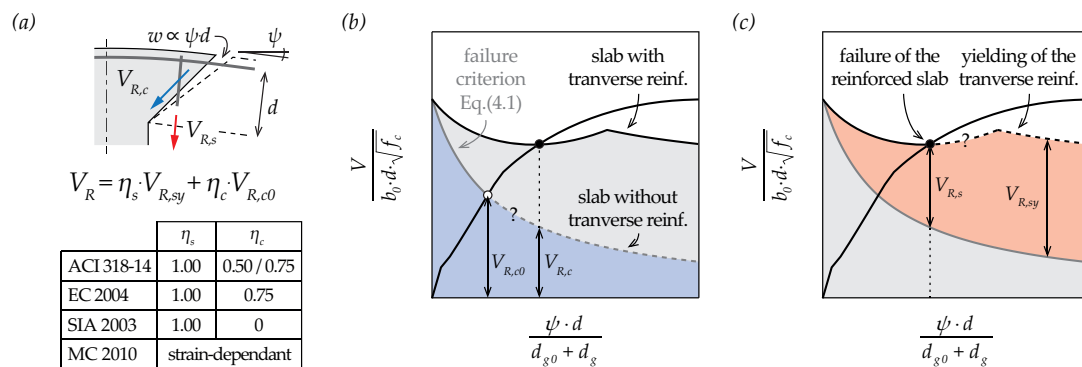 (a)
w ∝ ψ·d
ψ
V_{R,c}
d
V_{R,s}
V_R = η_s·V_{Rsy} + η_c·V_{R,c0}
η_s η_c
ACI 318-14 1.00 0.50 / 0.75
EC 2004 1.00 0.75
SIA 2003 1.00 0
MC 2010 strain-dependant
(b)
failure
criterion
Eq.(4.1)
slab with
tranverse reinf.
slab without
tranverse reinf.
?
V_{R,c0}
V_{R,c}
V
b_0·d·√f_c
ψ · d
d_{g0} + d_g
(c)
failure of the
reinforced slab
yielding of the
tranverse reinf.
?
V_{R,s}
V_{R,sy}
V
b_0·d·√f_c
ψ · d
d_{g0} + d_g